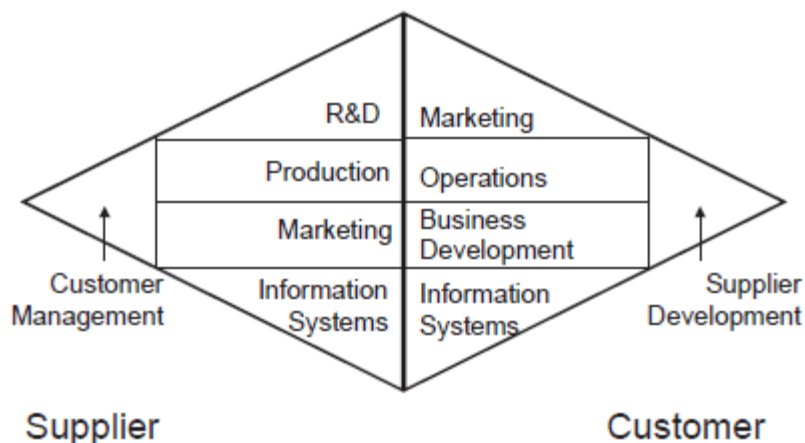 R&D
Marketing
Production
Operations
Marketing
Business
Development
Customer
Management
Information
Systems
Information
Systems
Supplier
Development
Supplier
Customer